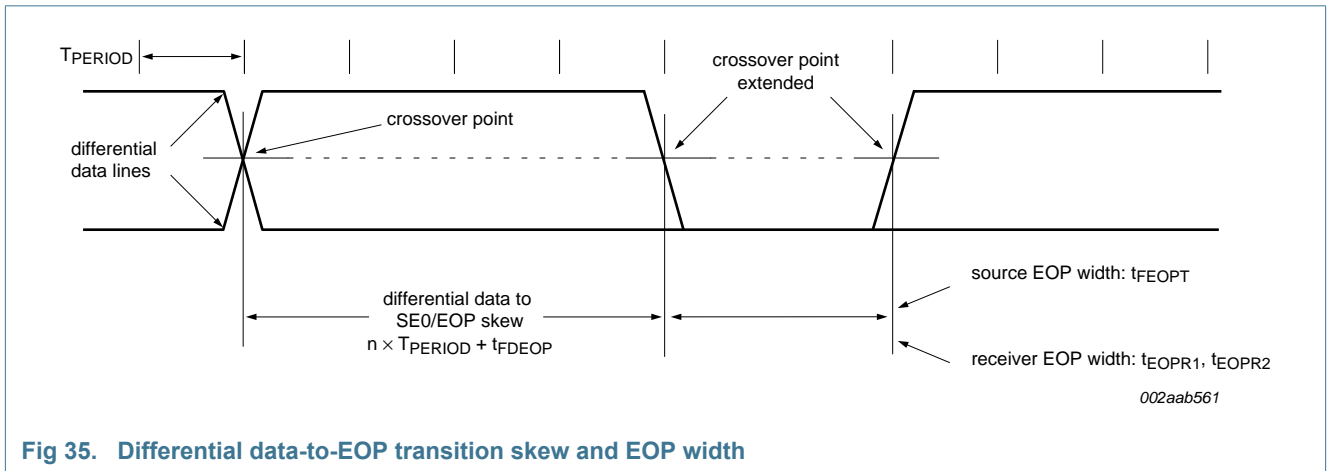 TPERIOD
crossover point
extended
crossover point
differential
data lines
source EOP width: tFEOPT
differential data to
SE0/EOP skew
n × TPERIOD + tFDEOP
receiver EOP width: tEOPR1, tEOPR2
002aab561
Fig 35. Differential data-to-EOP transition skew and EOP width